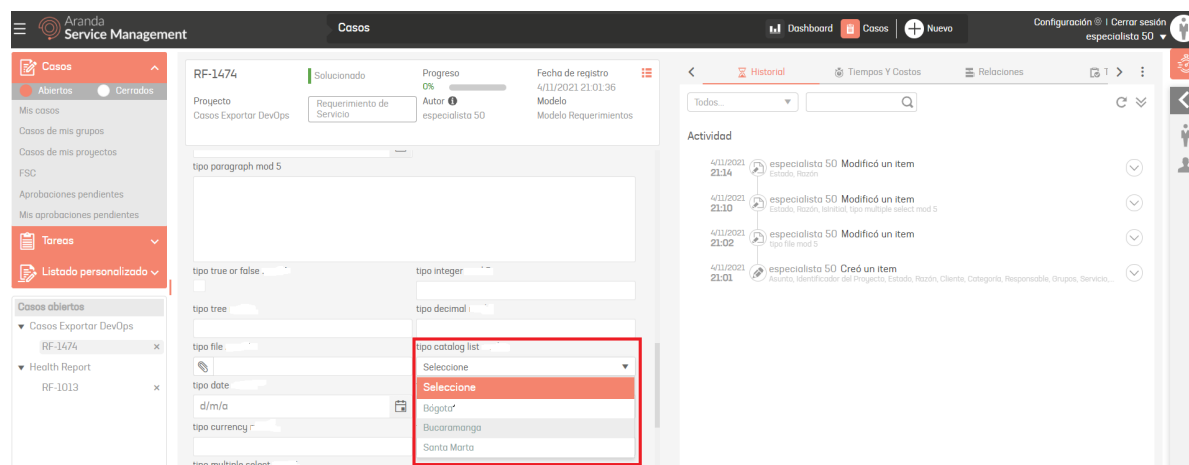 Aranda
Service Management
Casos
Dashboard
Casos
Nuevo
Configuración | Cerrar sesión
especialista 50
Casos
Abiertos
Cerrados
Mis casos
Casos de mis grupos
Casos de mis proyectos
FSC
Aprobaciones pendientes
Mis aprobaciones pendientes
Tareas
Listado personalizado
Casos abiertos
Casos Exportar DevOps
RF-1474
Health Report
RF-1013
RF-1474
Solucionado
Progreso
0%
Fecha de registro
4/11/2021 21:01:36
Proyecto
Casos Exportar DevOps
Requerimiento de
Servicio
Autor
especialista 50
Modelo
Modelo Requerimientos
tipo paragraph mod 5
tipo true or false
tipo integer
tipo tree
tipo decimal
tipo file
tipo catalog list
Seleccione
Seleccione
Bógota
Bucaramanga
Santa Marta
tipo date
d/m/a
tipo currency
tipo multiple select
Historial
Tiempos Y Costos
Relaciones
Todos...
Actividad
4/11/2021
21:14
especialista 50 Modificó un item
Estado, Razón
4/11/2021
21:10
especialista 50 Modificó un item
Estado, Razón, IsInitial, tipo multiple select mod 5
4/11/2021
21:02
especialista 50 Modificó un item
tipo file mod 5
4/11/2021
21:01
especialista 50 Creó un item
Asunto, Identificador del Proyecto, Estado, Razón, Cliente, Categoría, Responsable, Grupos, Servicio,...